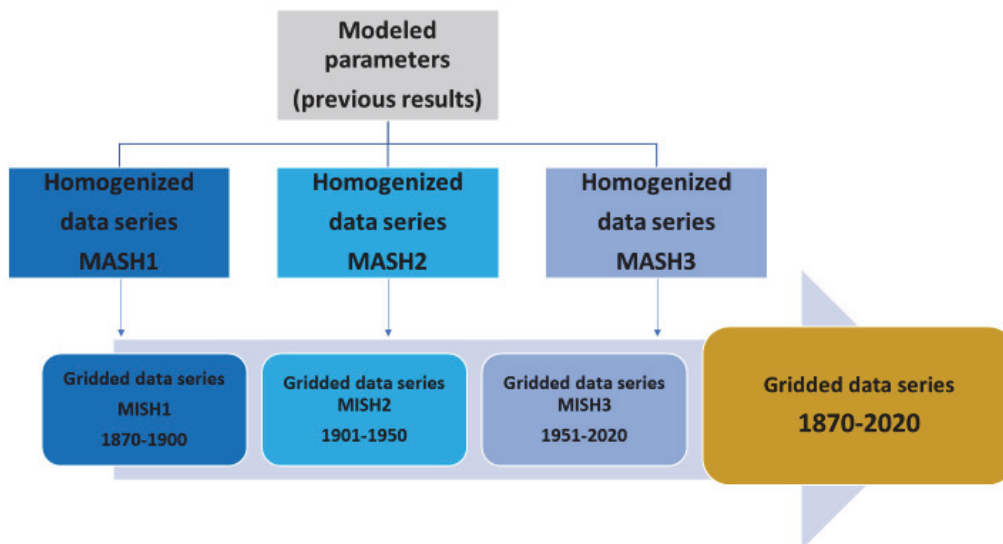 Modeled
parameters
(previous results)
Homogenized
data series
MASH1
Homogenized
data series
MASH2
Homogenized
data series
MASH3
Gridded data series
MISH1
1870-1900
Gridded data series
MISH2
1901-1950
Gridded data series
MISH3
1951-2020
Gridded data series
1870-2020